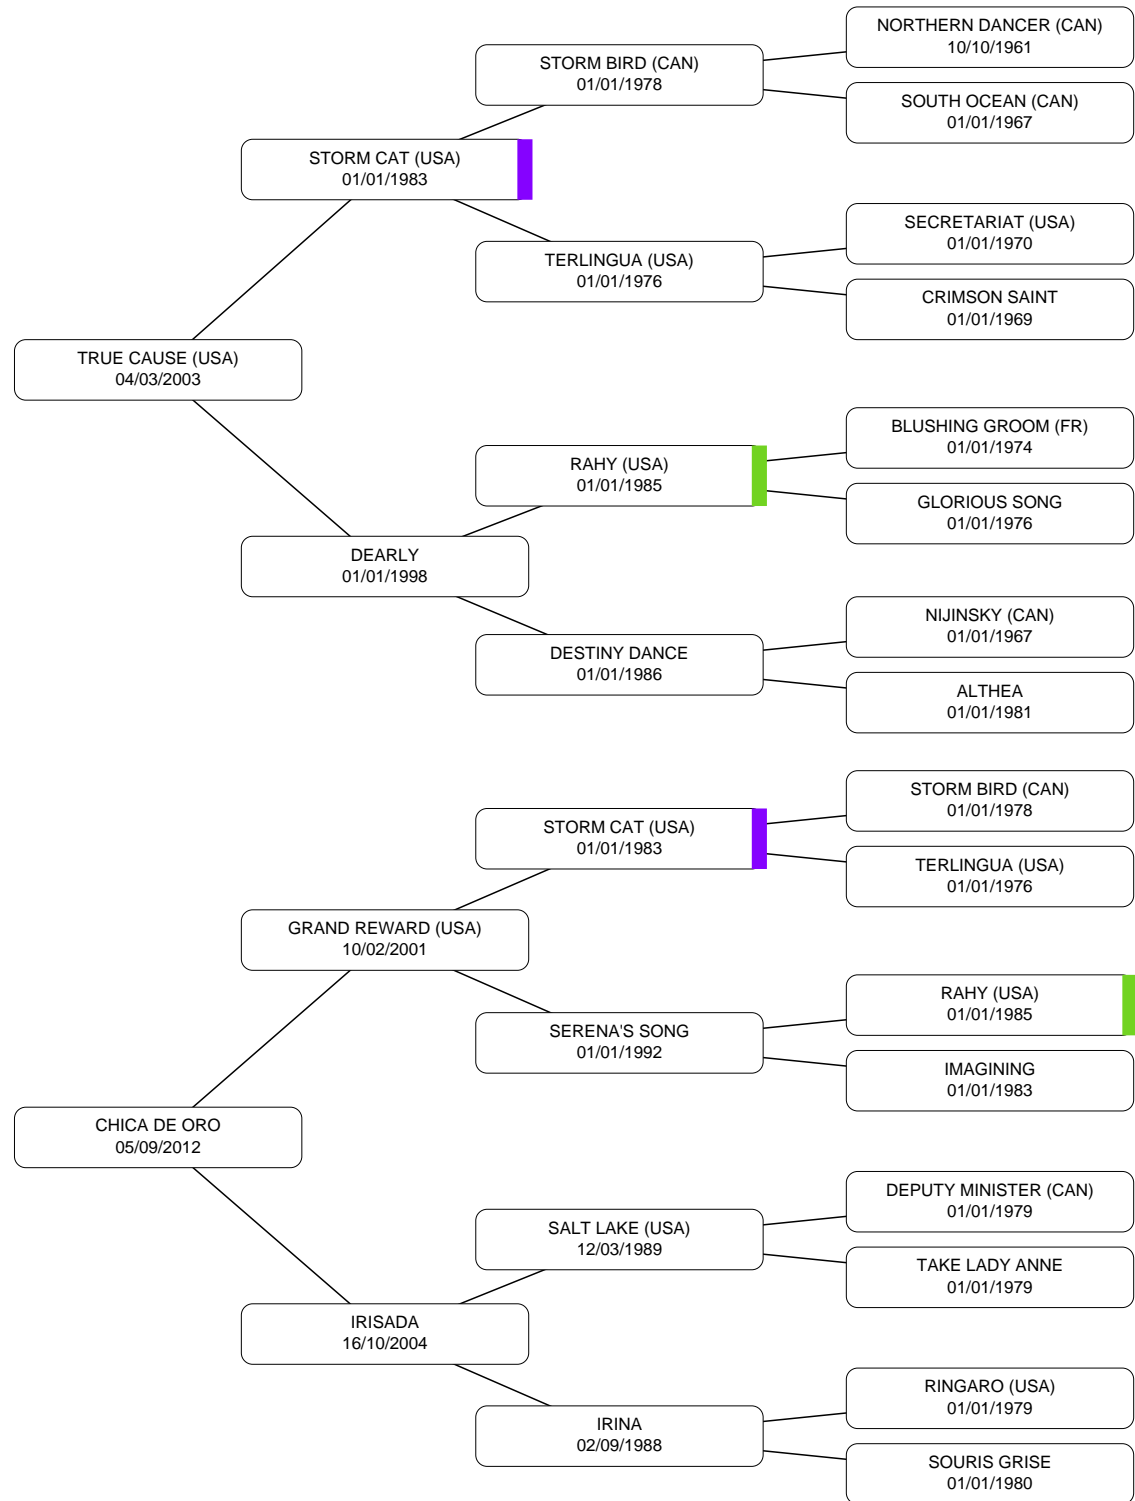 NORTHERN DANCER (CAN)
10/10/1961
STORM BIRD (CAN)
01/01/1978
SOUTH OCEAN (CAN)
01/01/1967
STORM CAT (USA)
01/01/1983
SECRETARIAT (USA)
01/01/1970
TERLINGUA (USA)
01/01/1976
CRIMSON SAINT
01/01/1969
TRUE CAUSE (USA)
04/03/2003
BLUSHING GROOM (FR)
01/01/1974
RAHY (USA)
01/01/1985
GLORIOUS SONG
01/01/1976
DEARLY
01/01/1998
NIJINSKY (CAN)
01/01/1967
DESTINY DANCE
01/01/1986
ALTHEA
01/01/1981
STORM BIRD (CAN)
01/01/1978
STORM CAT (USA)
01/01/1983
TERLINGUA (USA)
01/01/1976
GRAND REWARD (USA)
10/02/2001
RAHY (USA)
01/01/1985
SERENA'S SONG
01/01/1992
IMAGINING
01/01/1983
CHICA DE ORO
05/09/2012
DEPUTY MINISTER (CAN)
01/01/1979
SALT LAKE (USA)
12/03/1989
TAKE LADY ANNE
01/01/1979
IRISADA
16/10/2004
RINGARO (USA)
01/01/1979
IRINA
02/09/1988
SOURIS GRISE
01/01/1980